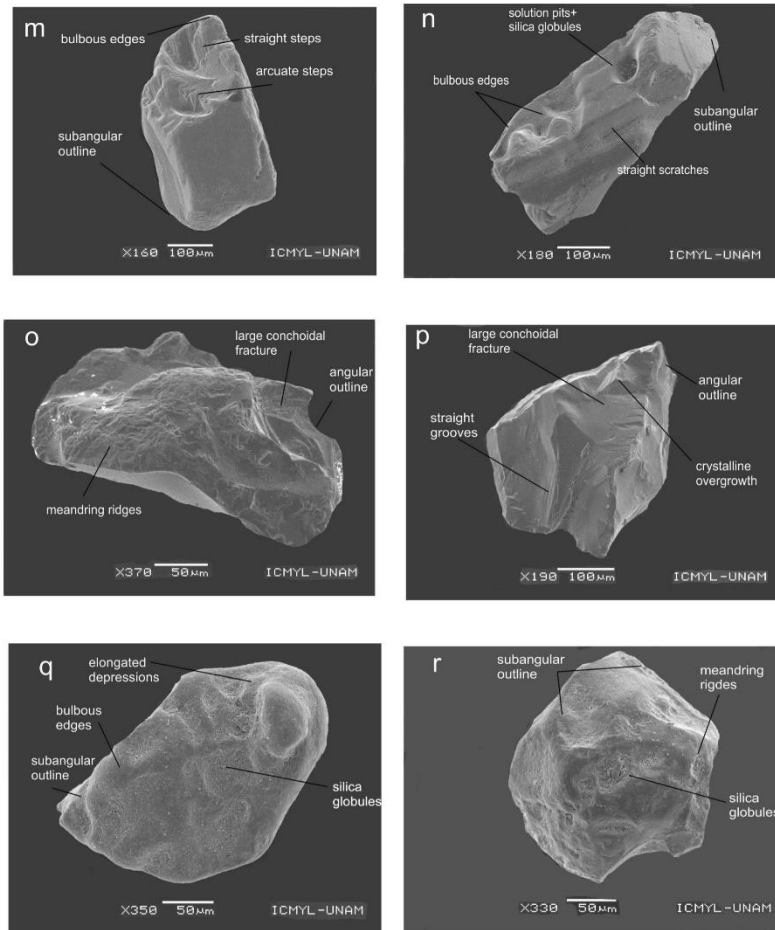 m
bulbous edges
straight steps
arcuate steps
subangular
outline
X160 100µm ICMYL-UNAM
n
solution pits+
silica globules
bulbous edges
subangular
outline
straight scratches
X180 100µm ICMYL-UNAM
o
large conchoidal
fracture
angular
outline
meandring ridges
X370 50µm ICMYL-UNAM
p
large conchoidal
fracture
angular
outline
straight
grooves
crystalline
overgrowth
X190 100µm ICMYL-UNAM
q
elongated
depressions
bulbous
edges
subangular
outline
silica
globules
X350 50µm ICMYL-UNAM
r
subangular
outline
meandring
rigdes
silica
globules
X330 50µm ICMYL-UNAM